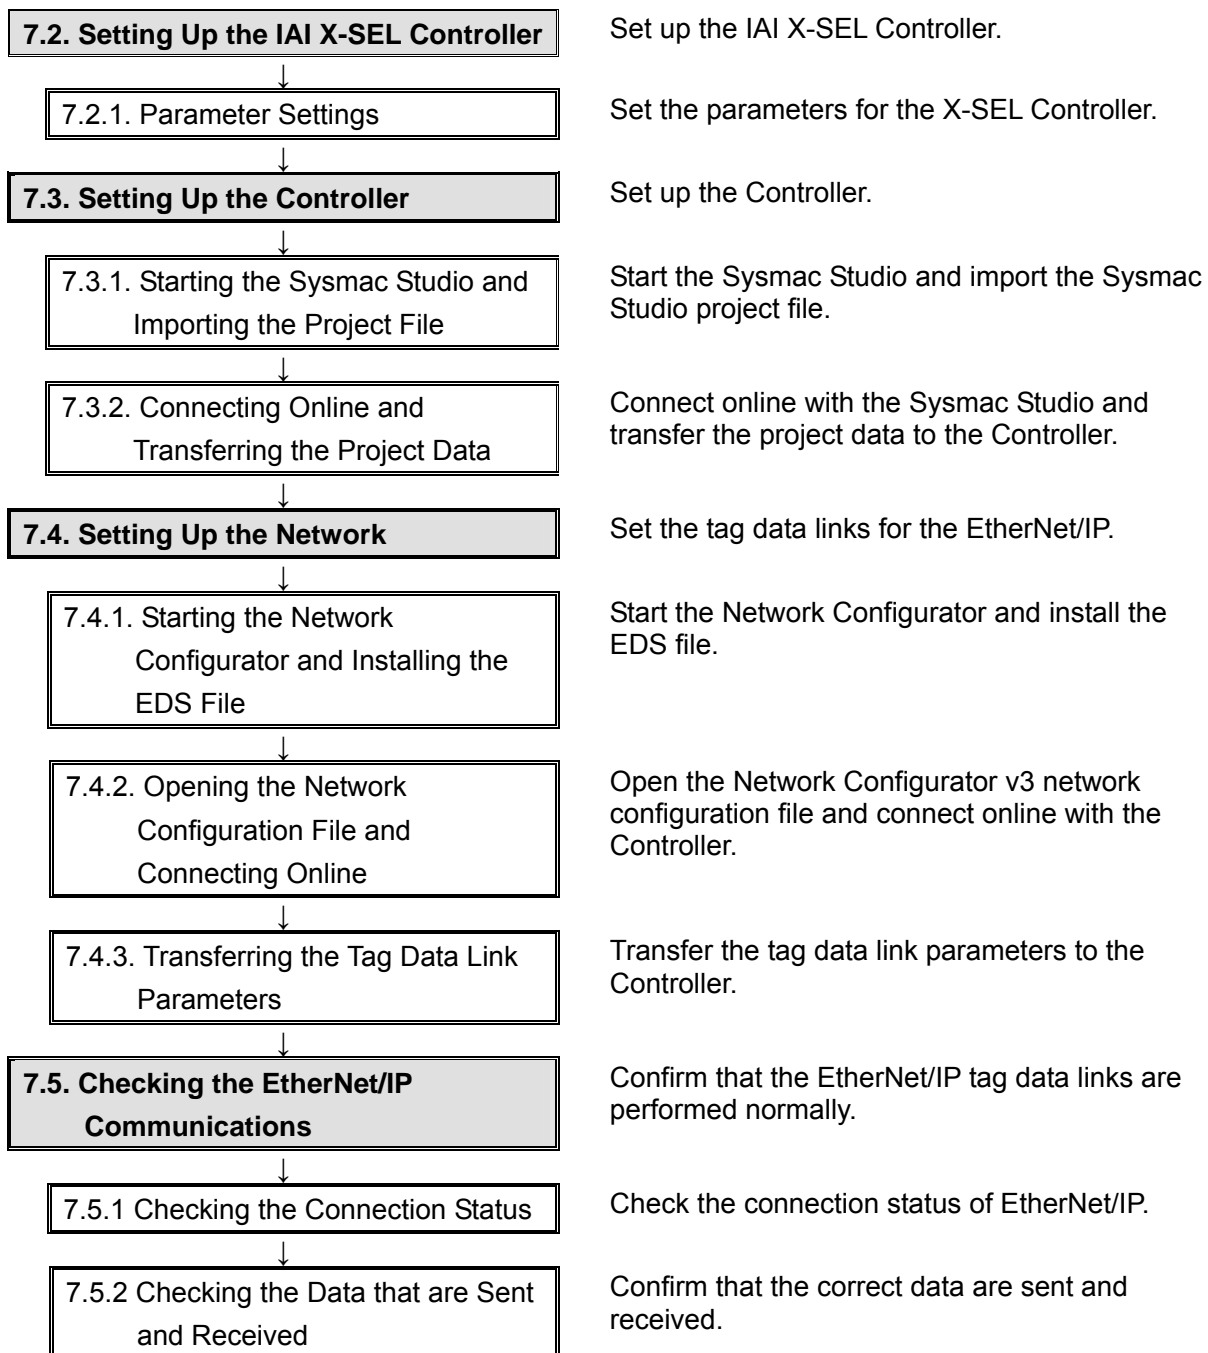 7.2. Setting Up the IAI X-SEL Controller
Set up the IAI X-SEL Controller.
↓
7.2.1. Parameter Settings
Set the parameters for the X-SEL Controller.
↓
7.3. Setting Up the Controller
Set up the Controller.
↓
7.3.1. Starting the Sysmac Studio and
Importing the Project File
Start the Sysmac Studio and import the Sysmac
Studio project file.
↓
7.3.2. Connecting Online and
Transferring the Project Data
Connect online with the Sysmac Studio and
transfer the project data to the Controller.
↓
7.4. Setting Up the Network
Set the tag data links for the EtherNet/IP.
↓
7.4.1. Starting the Network
Configurator and Installing the
EDS File
Start the Network Configurator and install the
EDS file.
↓
7.4.2. Opening the Network
Configuration File and
Connecting Online
Open the Network Configurator v3 network
configuration file and connect online with the
Controller.
↓
7.4.3. Transferring the Tag Data Link
Parameters
Transfer the tag data link parameters to the
Controller.
↓
7.5. Checking the EtherNet/IP
Communications
Confirm that the EtherNet/IP tag data links are
performed normally.
↓
7.5.1 Checking the Connection Status
Check the connection status of EtherNet/IP.
↓
7.5.2 Checking the Data that are Sent
and Received
Confirm that the correct data are sent and
received.